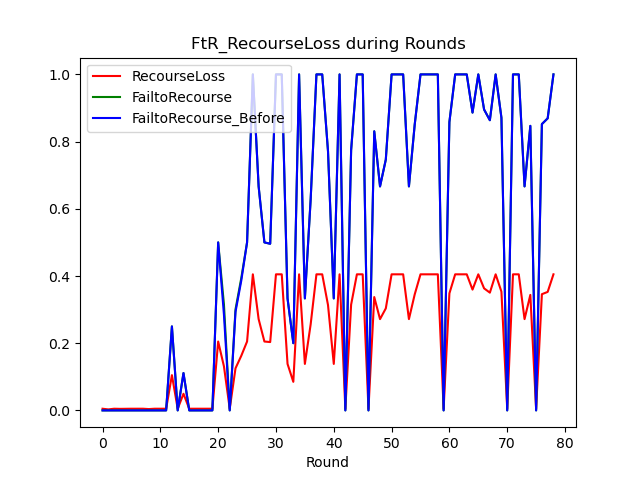 FtR_RecourseLoss during Rounds
RecourseLoss
FailtoRecourse
FailtoRecourse_Before
1.0
0.8
0.6
0.4
0.2
0.0
0 10 20 30 40 50 60 70 80
Round